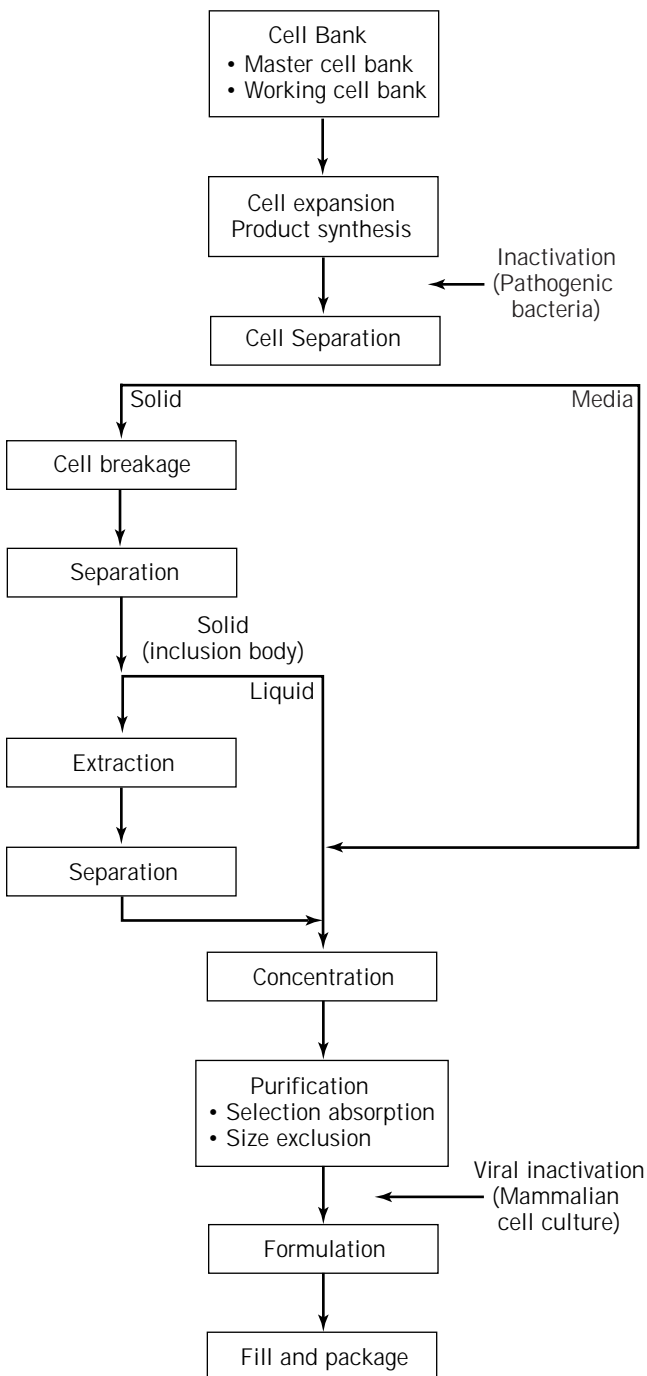 Cell Bank
• Master cell bank
• Working cell bank
Cell expansion
Product synthesis
Inactivation
(Pathogenic
bacteria)
Cell Separation
Solid
Media
Cell breakage
Separation
Solid
(inclusion body)
Liquid
Extraction
Separation
Concentration
Purification
• Selection absorption
• Size exclusion
Viral inactivation
(Mammalian
cell culture)
Formulation
Fill and package